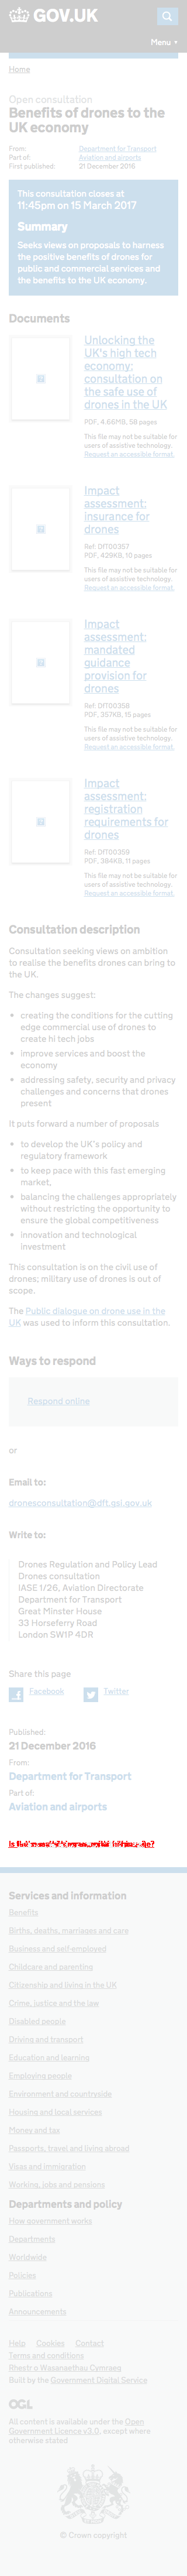 GOV.UK
Menu
Home
Open consultation
Benefits of drones to the
UK economy
From: Department for Transport
Part of: Aviation and airports
First published: 21 December 2016
This consultation closes at
11:45pm on 15 March 2017
Summary
Seeks views on proposals to harness
the positive benefits of drones for
public and commercial services and
the benefits to the UK economy.
Documents
Unlocking the
UK's high tech
economy:
consultation on
the safe use of
drones in the UK
PDF, 4.66MB, 58 pages
This file may not be suitable for
users of assistive technology.
Request an accessible format.
Impact
assessment:
insurance for
drones
Ref: DfT00357
PDF, 429KB, 10 pages
This file may not be suitable for
users of assistive technology.
Request an accessible format.
Impact
assessment:
mandated
guidance
provision for
drones
Ref: DfT00358
PDF, 357KB, 15 pages
This file may not be suitable for
users of assistive technology.
Request an accessible format.
Impact
assessment:
registration
requirements for
drones
Ref: DfT00359
PDF, 384KB, 11 pages
This file may not be suitable for
users of assistive technology.
Request an accessible format.
Consultation description
Consultation seeking views on ambition
to realise the benefits drones can bring to
the UK.
The changes suggest:
creating the conditions for the cutting
edge commercial use of drones to
create hi tech jobs
improve services and boost the
economy
addressing safety, security and privacy
challenges and concerns that drones
present
It puts forward a number of proposals
to develop the UK's policy and
regulatory framework
to keep pace with this fast emerging
market,
balancing the challenges appropriately
without restricting the opportunity to
ensure the global competitiveness
innovation and technological
investment
This consultation is on the civil use of
drones; military use of drones is out of
scope.
The Public dialogue on drone use in the
UK was used to inform this consultation.
Ways to respond
Respond online
or
Email to:
dronesconsultation@dft.gsi.gov.uk
Write to:
Drones Regulation and Policy Lead
Drones consultation
iASE 1/26, Aviation Directorate
Department for Transport
Great Minster House
33 Horseferry Road
London SW1P 4DR
Share this page
Facebook Twitter
Published:
21 December 2016
From:
Department for Transport
Part of:
Aviation and airports
Services and information
Benefits
Births, deaths, marriages and care
Business and self-employed
Childcare and parenting
Citizenship and living in the UK
Crime, justice and the law
Disabled people
Driving and transport
Education and learning
Employing people
Environment and countryside
Housing and local services
Money and tax
Passports, travel and living abroad
Visas and immigration
Working, jobs and pensions
Departments and policy
How government works
Departments
Worldwide
Policies
Publications
Announcements
Help Cookies Contact
Terms and conditions
Rhestr o Wasanaethau Cymraeg
Built by the Government Digital Service
OGL
All content is available under the Open
Government Licence v3.0, except where
otherwise stated
© Crown copyright